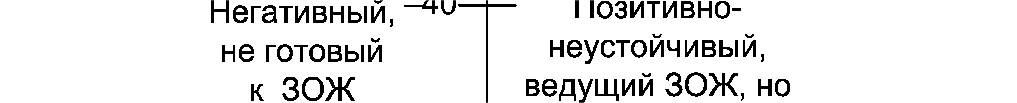 Негативный,
не готовый
к ЗОЖ
-40
Позитивно-
неустойчивый,
ведущий ЗОЖ, но